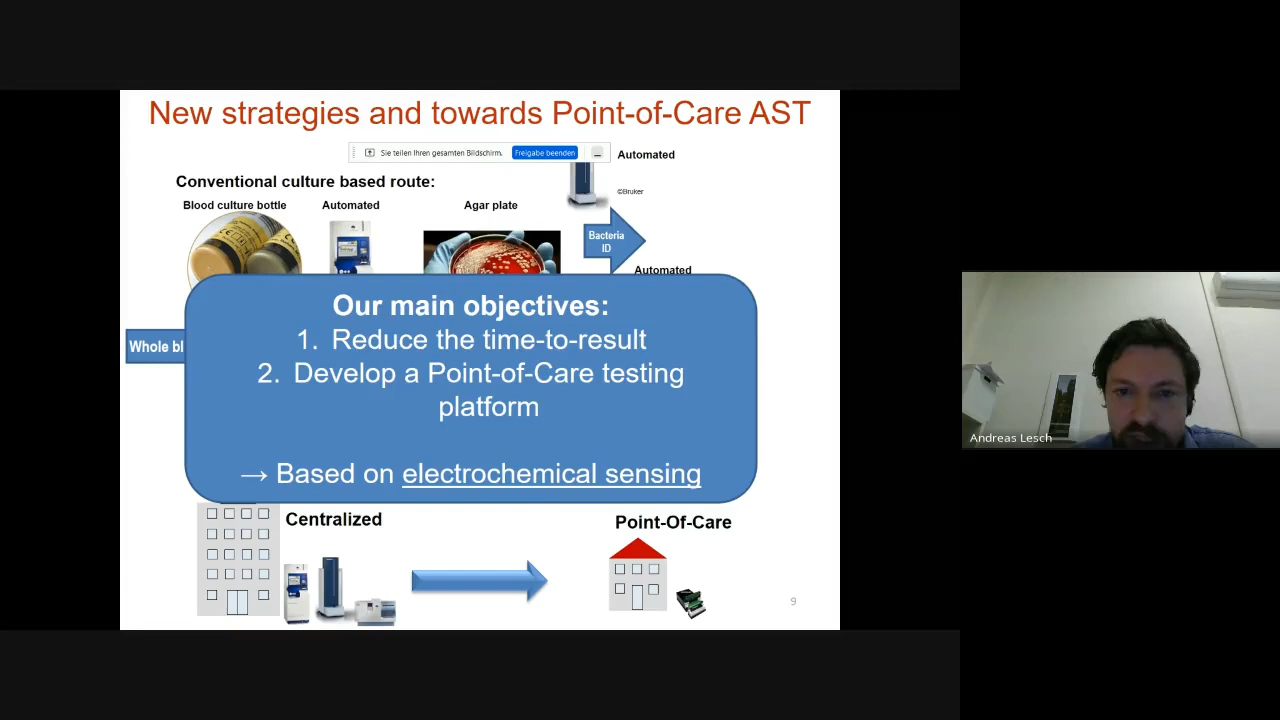 New strategies and towards Point-of-Care AST
Sie teilen Ihren gesamten Bildschirm.
Freigabe beenden
Automated
Conventional culture based route:
©Bruker
Blood culture bottle
Automated
Agar plate
Bacteria
ID
Automated
Our main objectives:
1. Reduce the time-to-result
Whole bl
2. Develop a Point-of-Care testing
platform
→ Based on electrochemical sensing
Centralized
Point-Of-Care
9
Andreas Lesch